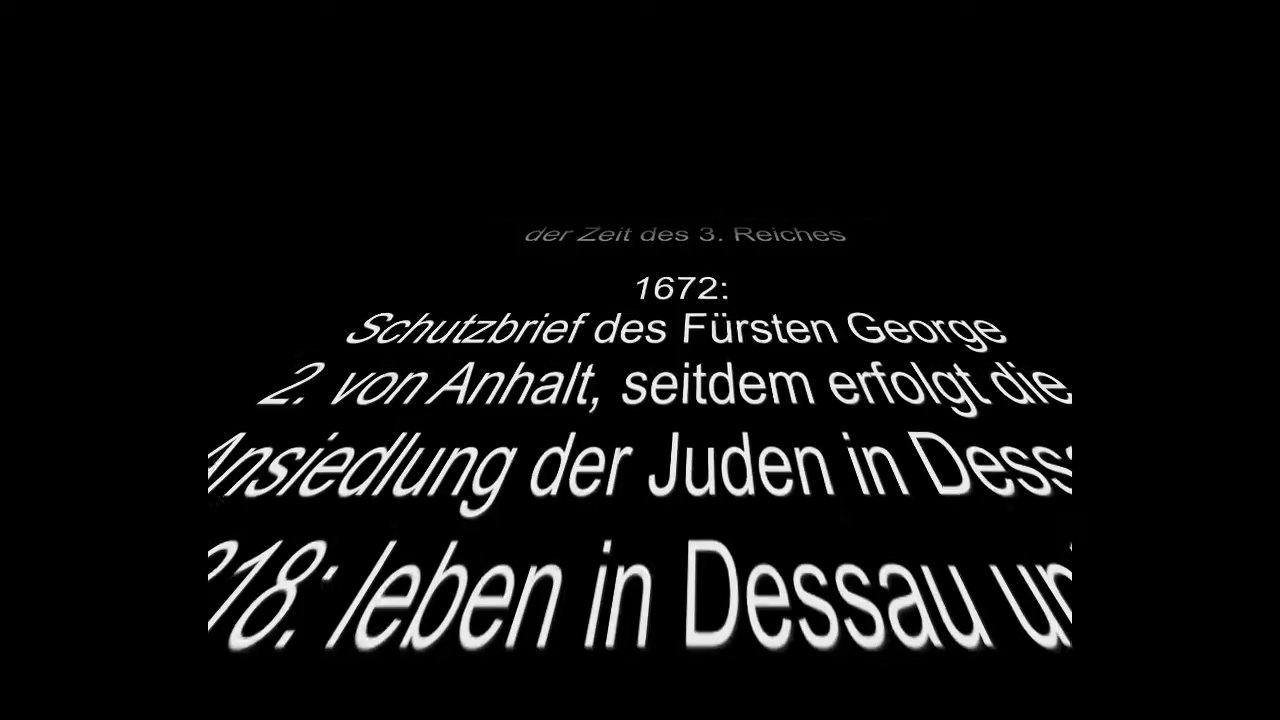 der Zeit des 3. Reiches
1672:
Schutzbrief des Fürsten George
2. von Anhalt, seitdem erfolgt die
Ansiedlung der Juden in
leben in Dessau